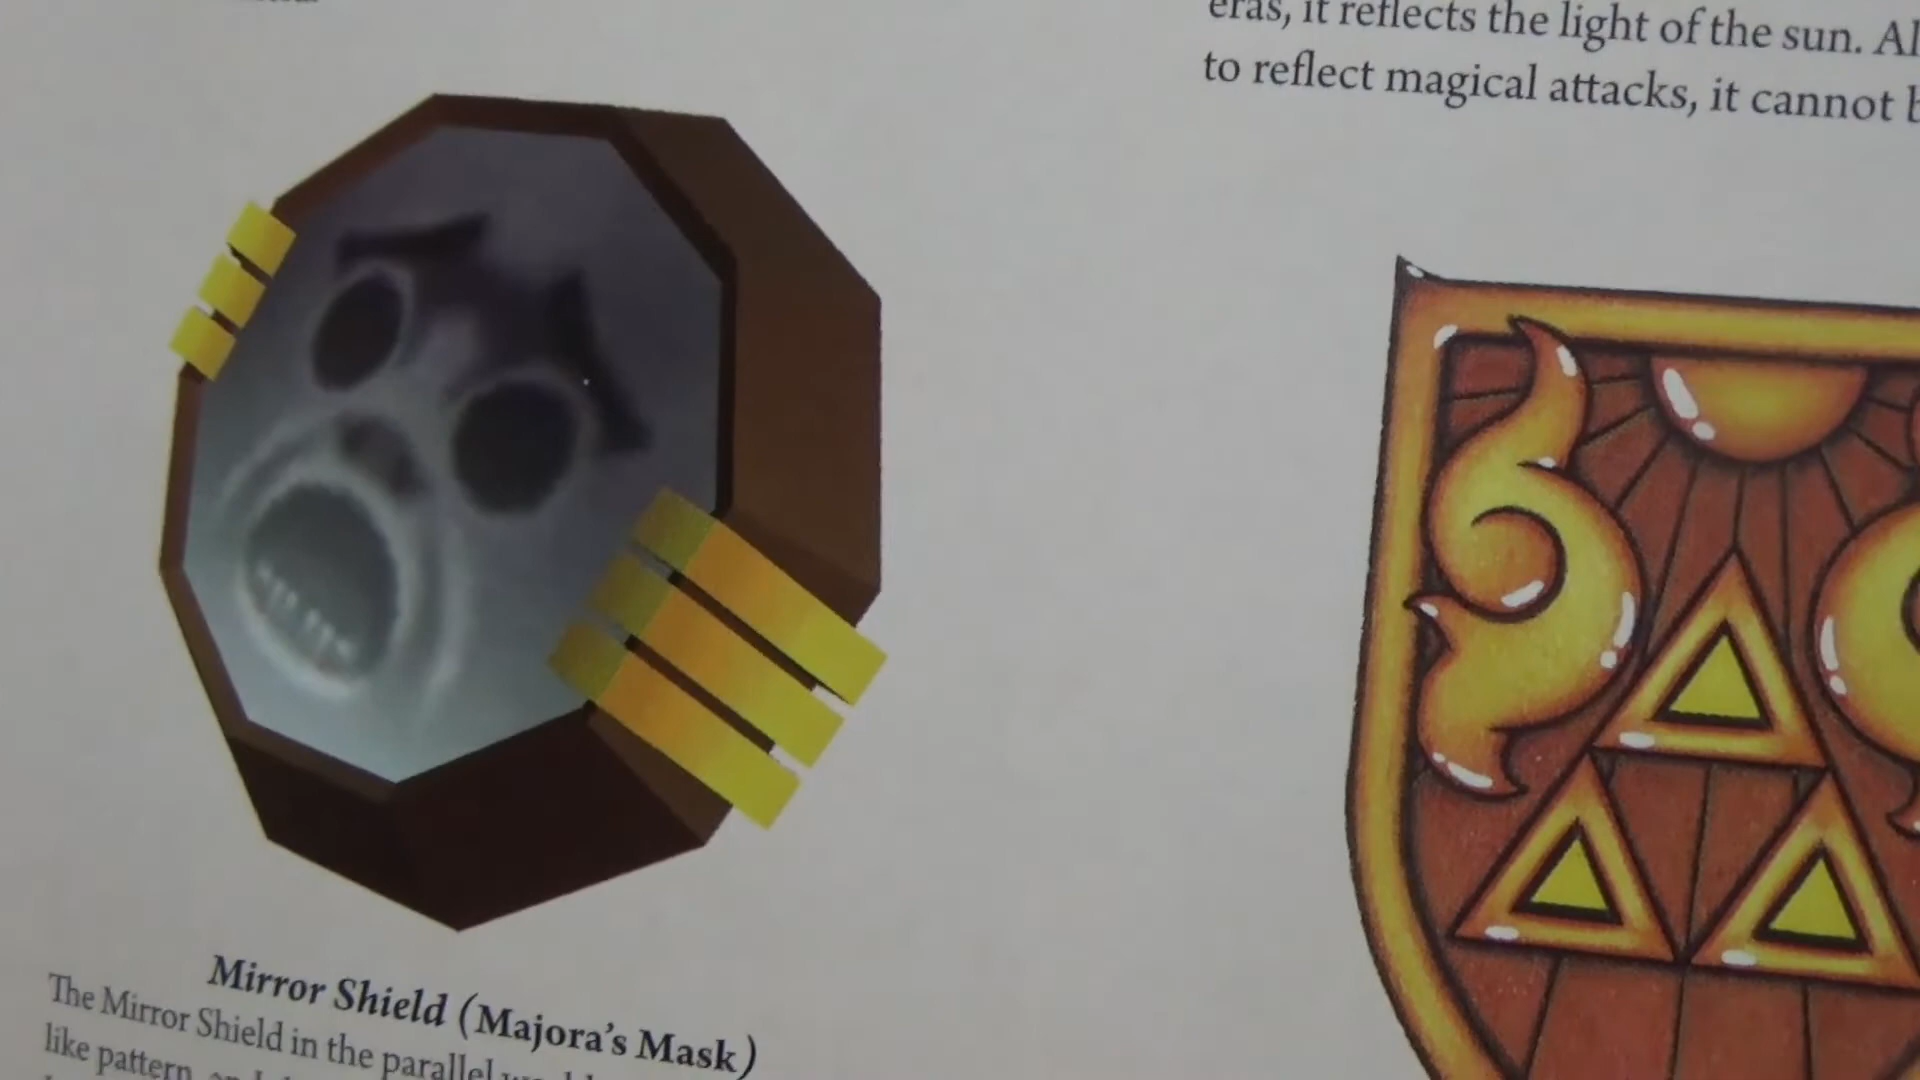 Mirror Shield (Majora's Mask)
The Mirror Shield in the parallel
like pattern,
eras, it reflects the light of the sun.
to reflect magical attacks, it cannot